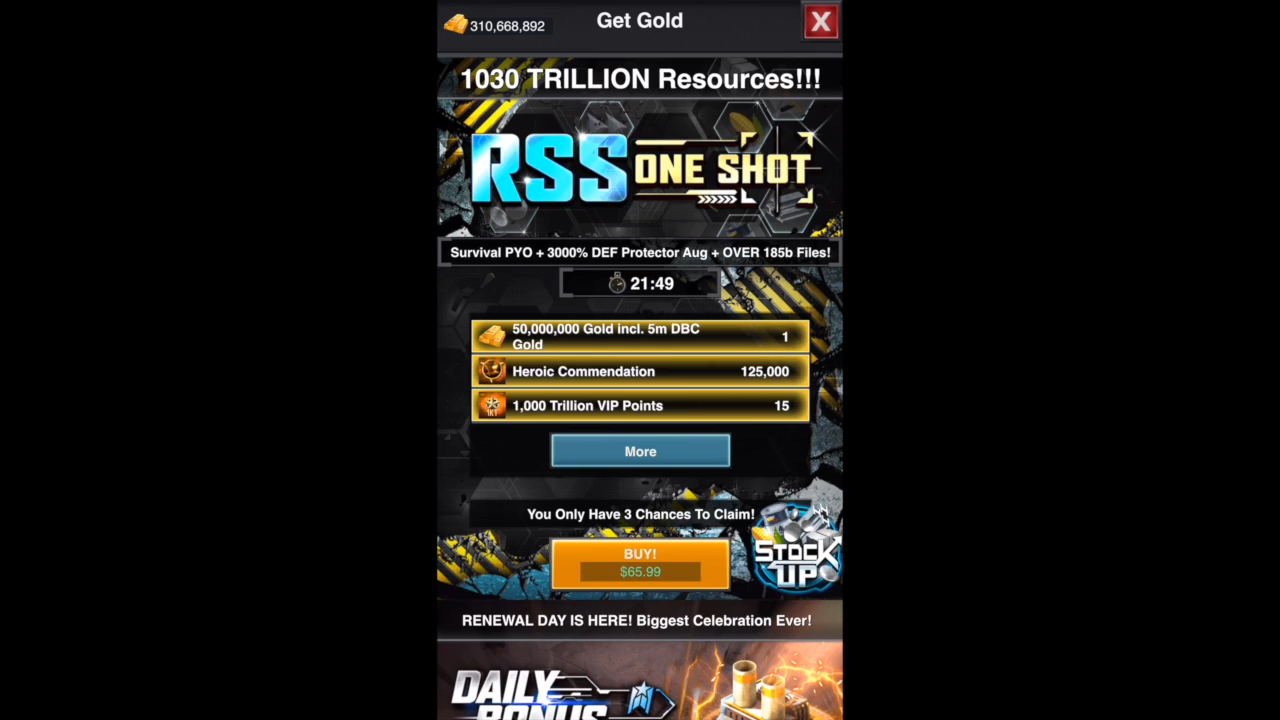 310,668,892
Get Gold
X
1030 TRILLION Resources!!!
RSS ONE SHOT
Survival PYO + 3000% DEF Protector Aug + OVER 185b Files!
21:49
50,000,000 Gold incl. 5m DBC
Gold
1
Heroic Commendation
125,000
1KT
1,000 Trillion VIP Points
15
More
You Only Have 3 Chances To Claim!
STOCK
UP
BUY!
$65.99
RENEWAL DAY IS HERE! Biggest Celebration Ever!
DAILY
BONUS